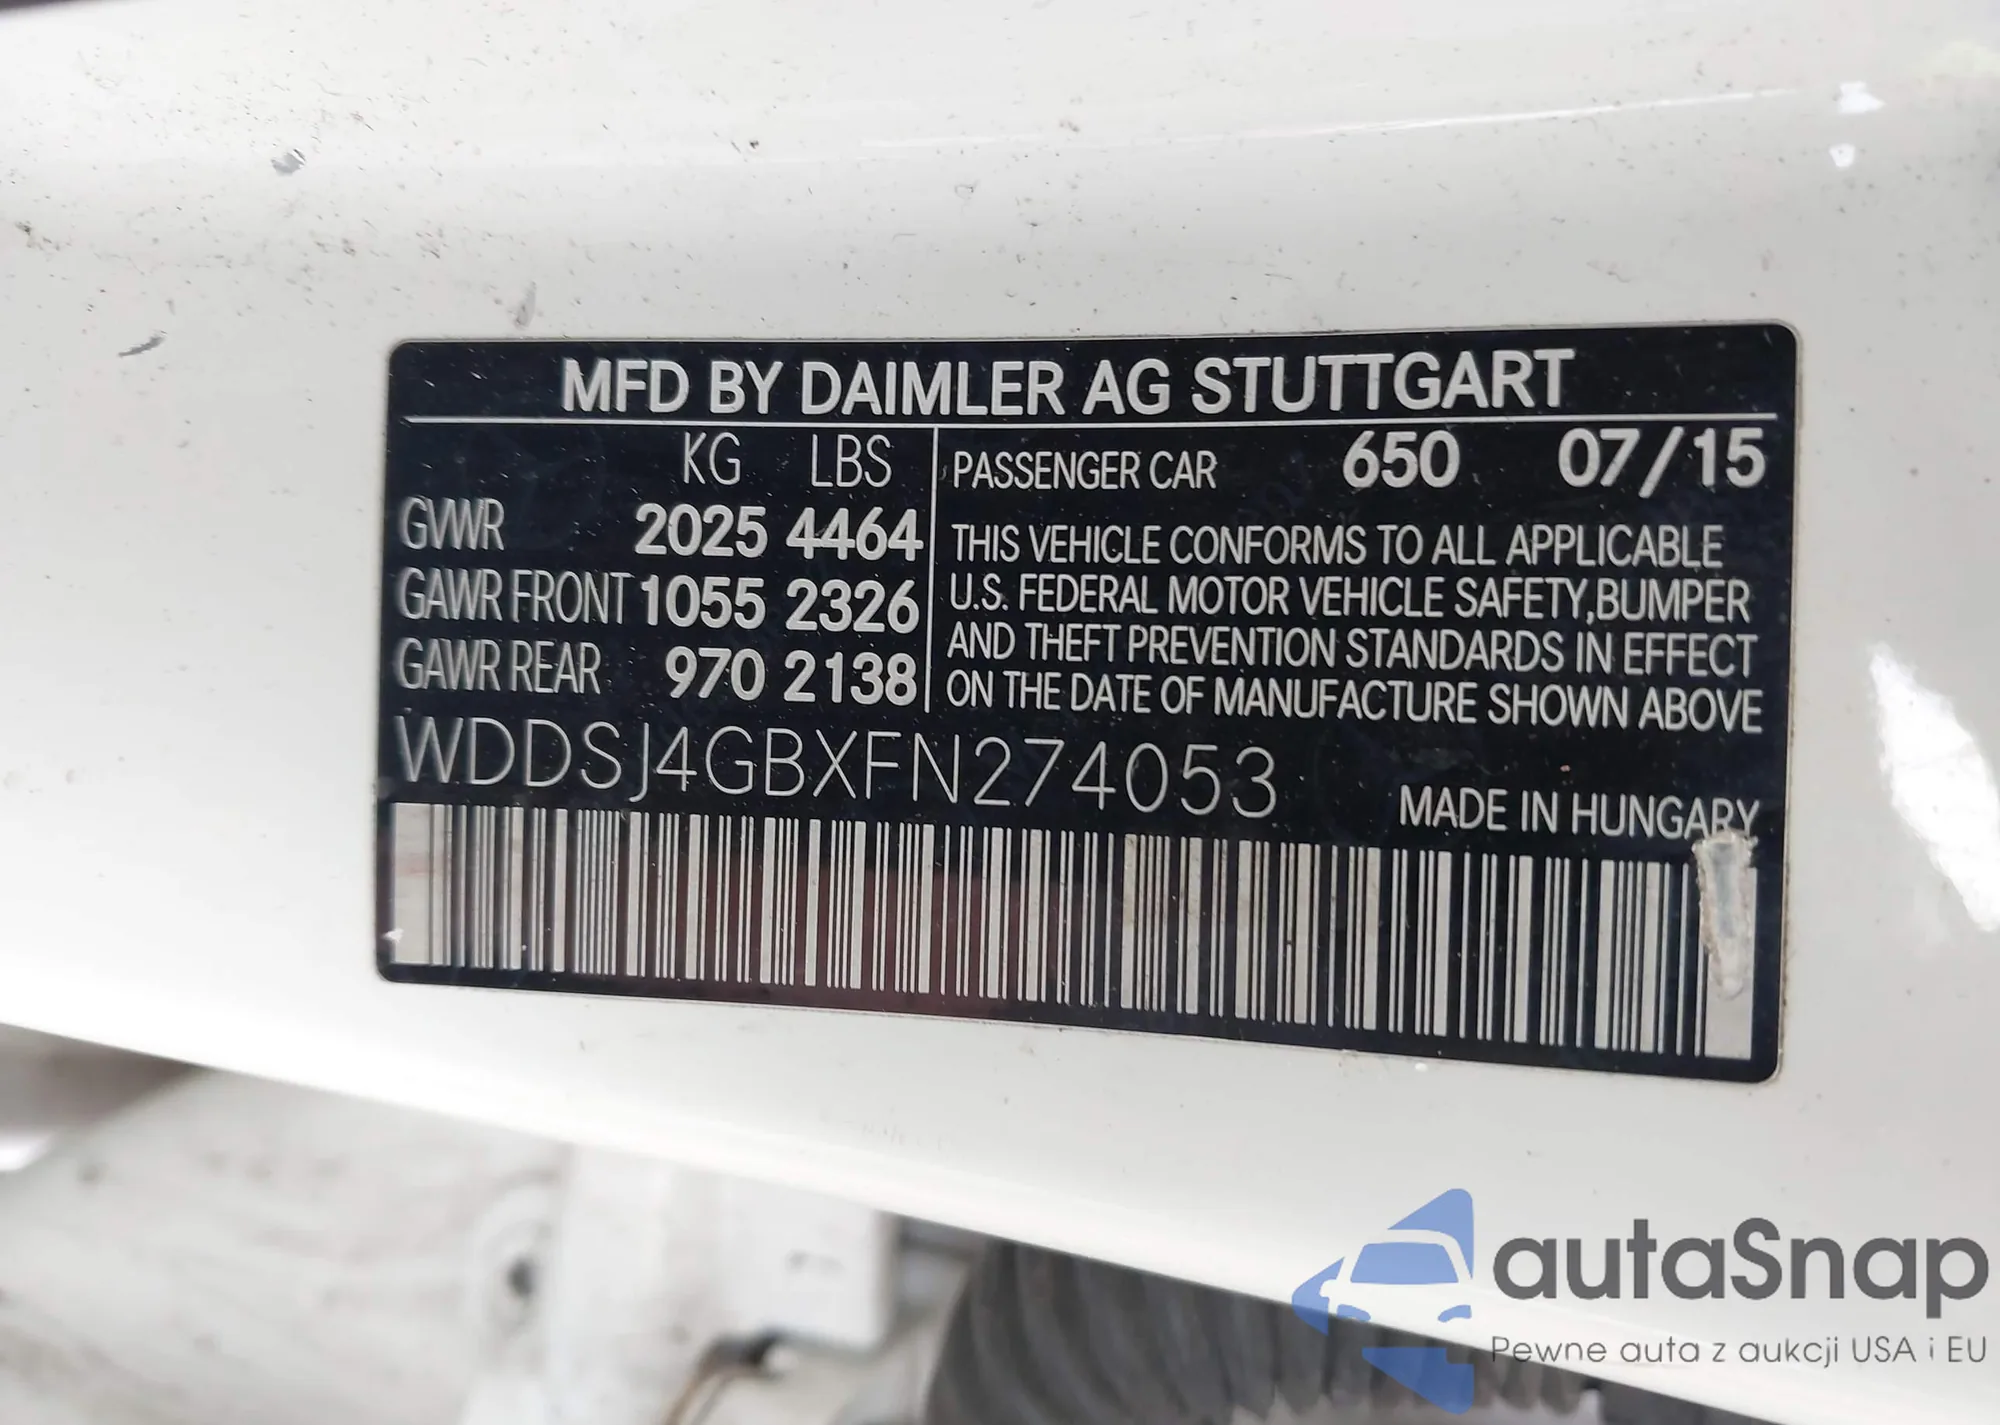 MFD BY DAIMLER AG STUTTGART
KG LBS
GVWR 2025 4464
GAWR FRONT 1055 2326
GAWR REAR 970 2138
PASSENGER CAR 650 07/15
THIS VEHICLE CONFORMS TO ALL APPLICABLE
U.S. FEDERAL MOTOR VEHICLE SAFETY,BUMPER
AND THEFT PREVENTION STANDARDS IN EFFECT
ON THE DATE OF MANUFACTURE SHOWN ABOVE
WDDSJ4GBXFN274053
MADE IN HUNGARY
autaSnap
Pewne auta z aukcji USA i EU